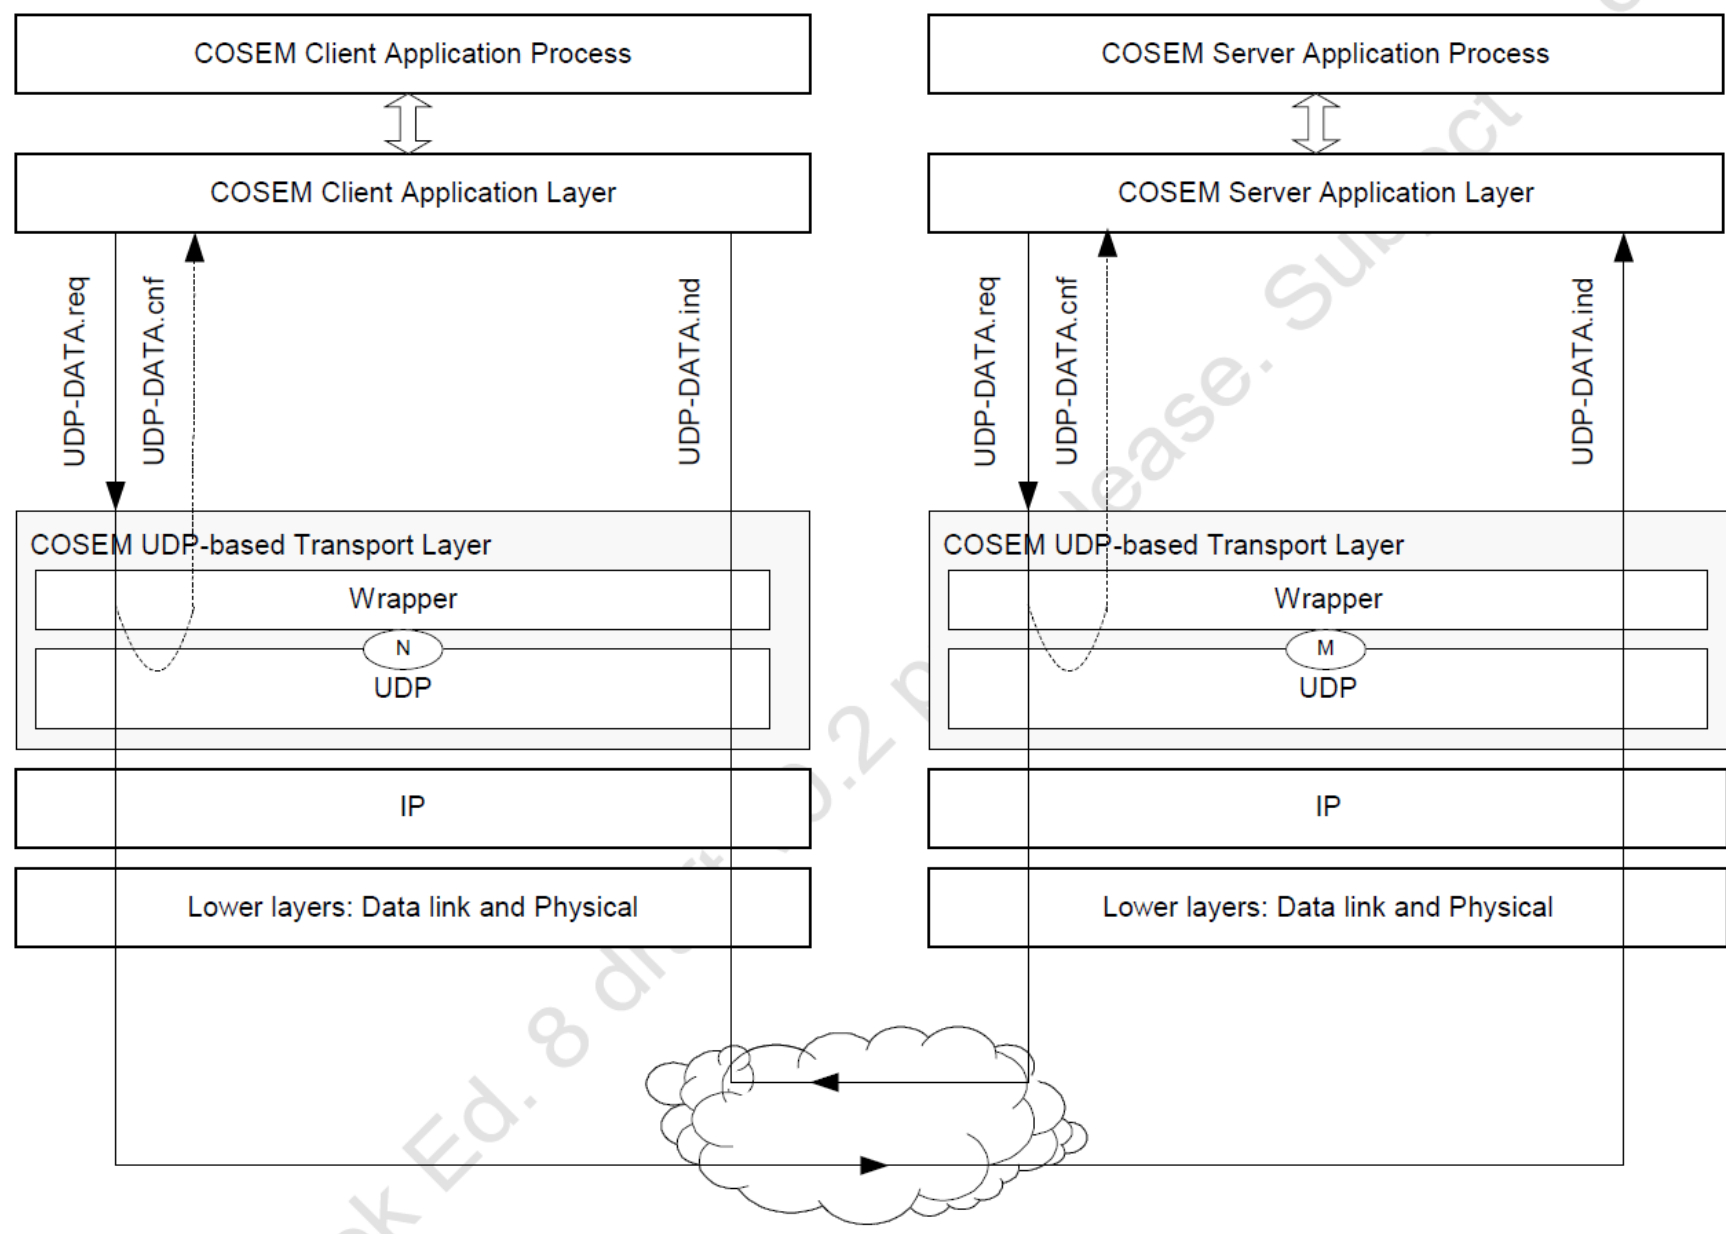 COSEM Client Application Process
COSEM Server Application Process
COSEM Client Application Layer
COSEM Server Application Layer
UDP-DATA.req
UDP-DATA.cnf
UDP-DATA.ind
UDP-DATA.req
UDP-DATA.cnf
UDP-DATA.ind
COSEM UDP-based Transport Layer
COSEM UDP-based Transport Layer
Wrapper
Wrapper
N
M
UDP
UDP
IP
IP
Lower layers: Data link and Physical
Lower layers: Data link and Physical
Ed. 8